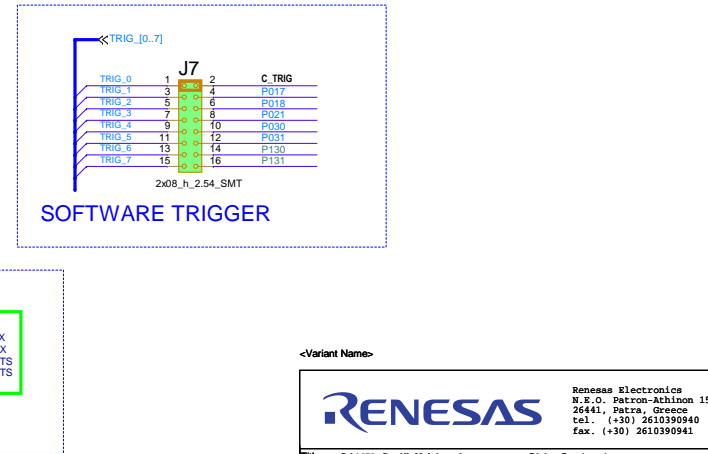 TRIG_[0..7]
J7
TRIG_0 1 2 C_TRIG
TRIG_1 3 4 P017
TRIG_2 5 6 P018
TRIG_3 7 8 P021
TRIG_4 9 10 P030
TRIG_5 11 12 P031
TRIG_6 13 14 P130
TRIG_7 15 16 P131
2x08_h_2.54_SMT
SOFTWARE TRIGGER
X
X
TS
TS
<Variant Name>
RENESAS
Renesas Electronics
N.E.O. Patron-Athinon 15
26441, Patra, Greece
tel. (+30) 2610390940
fax. (+30) 2610390941